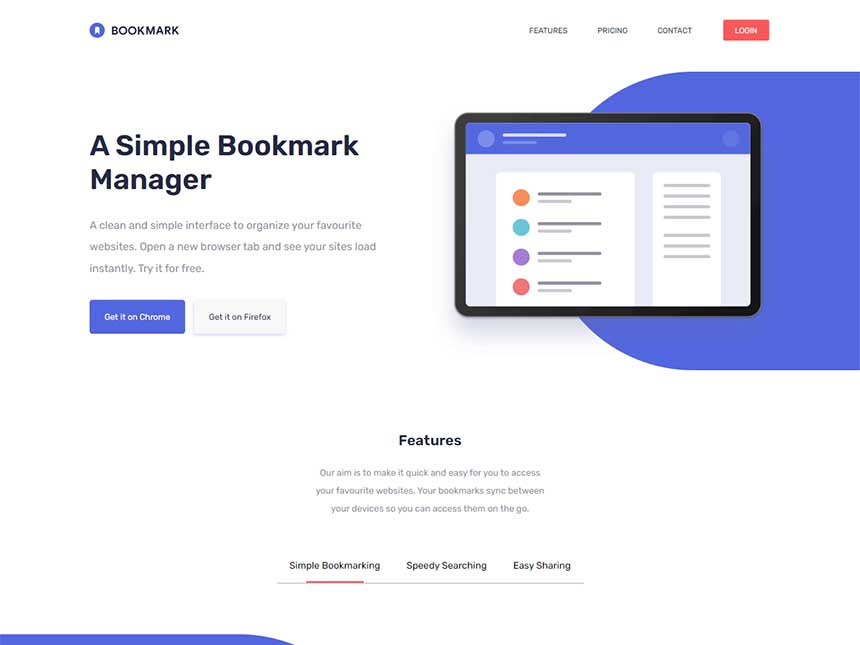 BOOKMARK
FEATURES
PRICING
CONTACT
LOGIN
A Simple Bookmark
Manager
A clean and simple interface to organize your favourite
websites. Open a new browser tab and see your sites load
instantly. Try it for free.
Get it on Chrome
Get it on Firefox
Features
Our aim is to make it quick and easy for you to access
your favourite websites. Your bookmarks sync between
your devices so you can access them on the go.
Simple Bookmarking
Speedy Searching
Easy Sharing